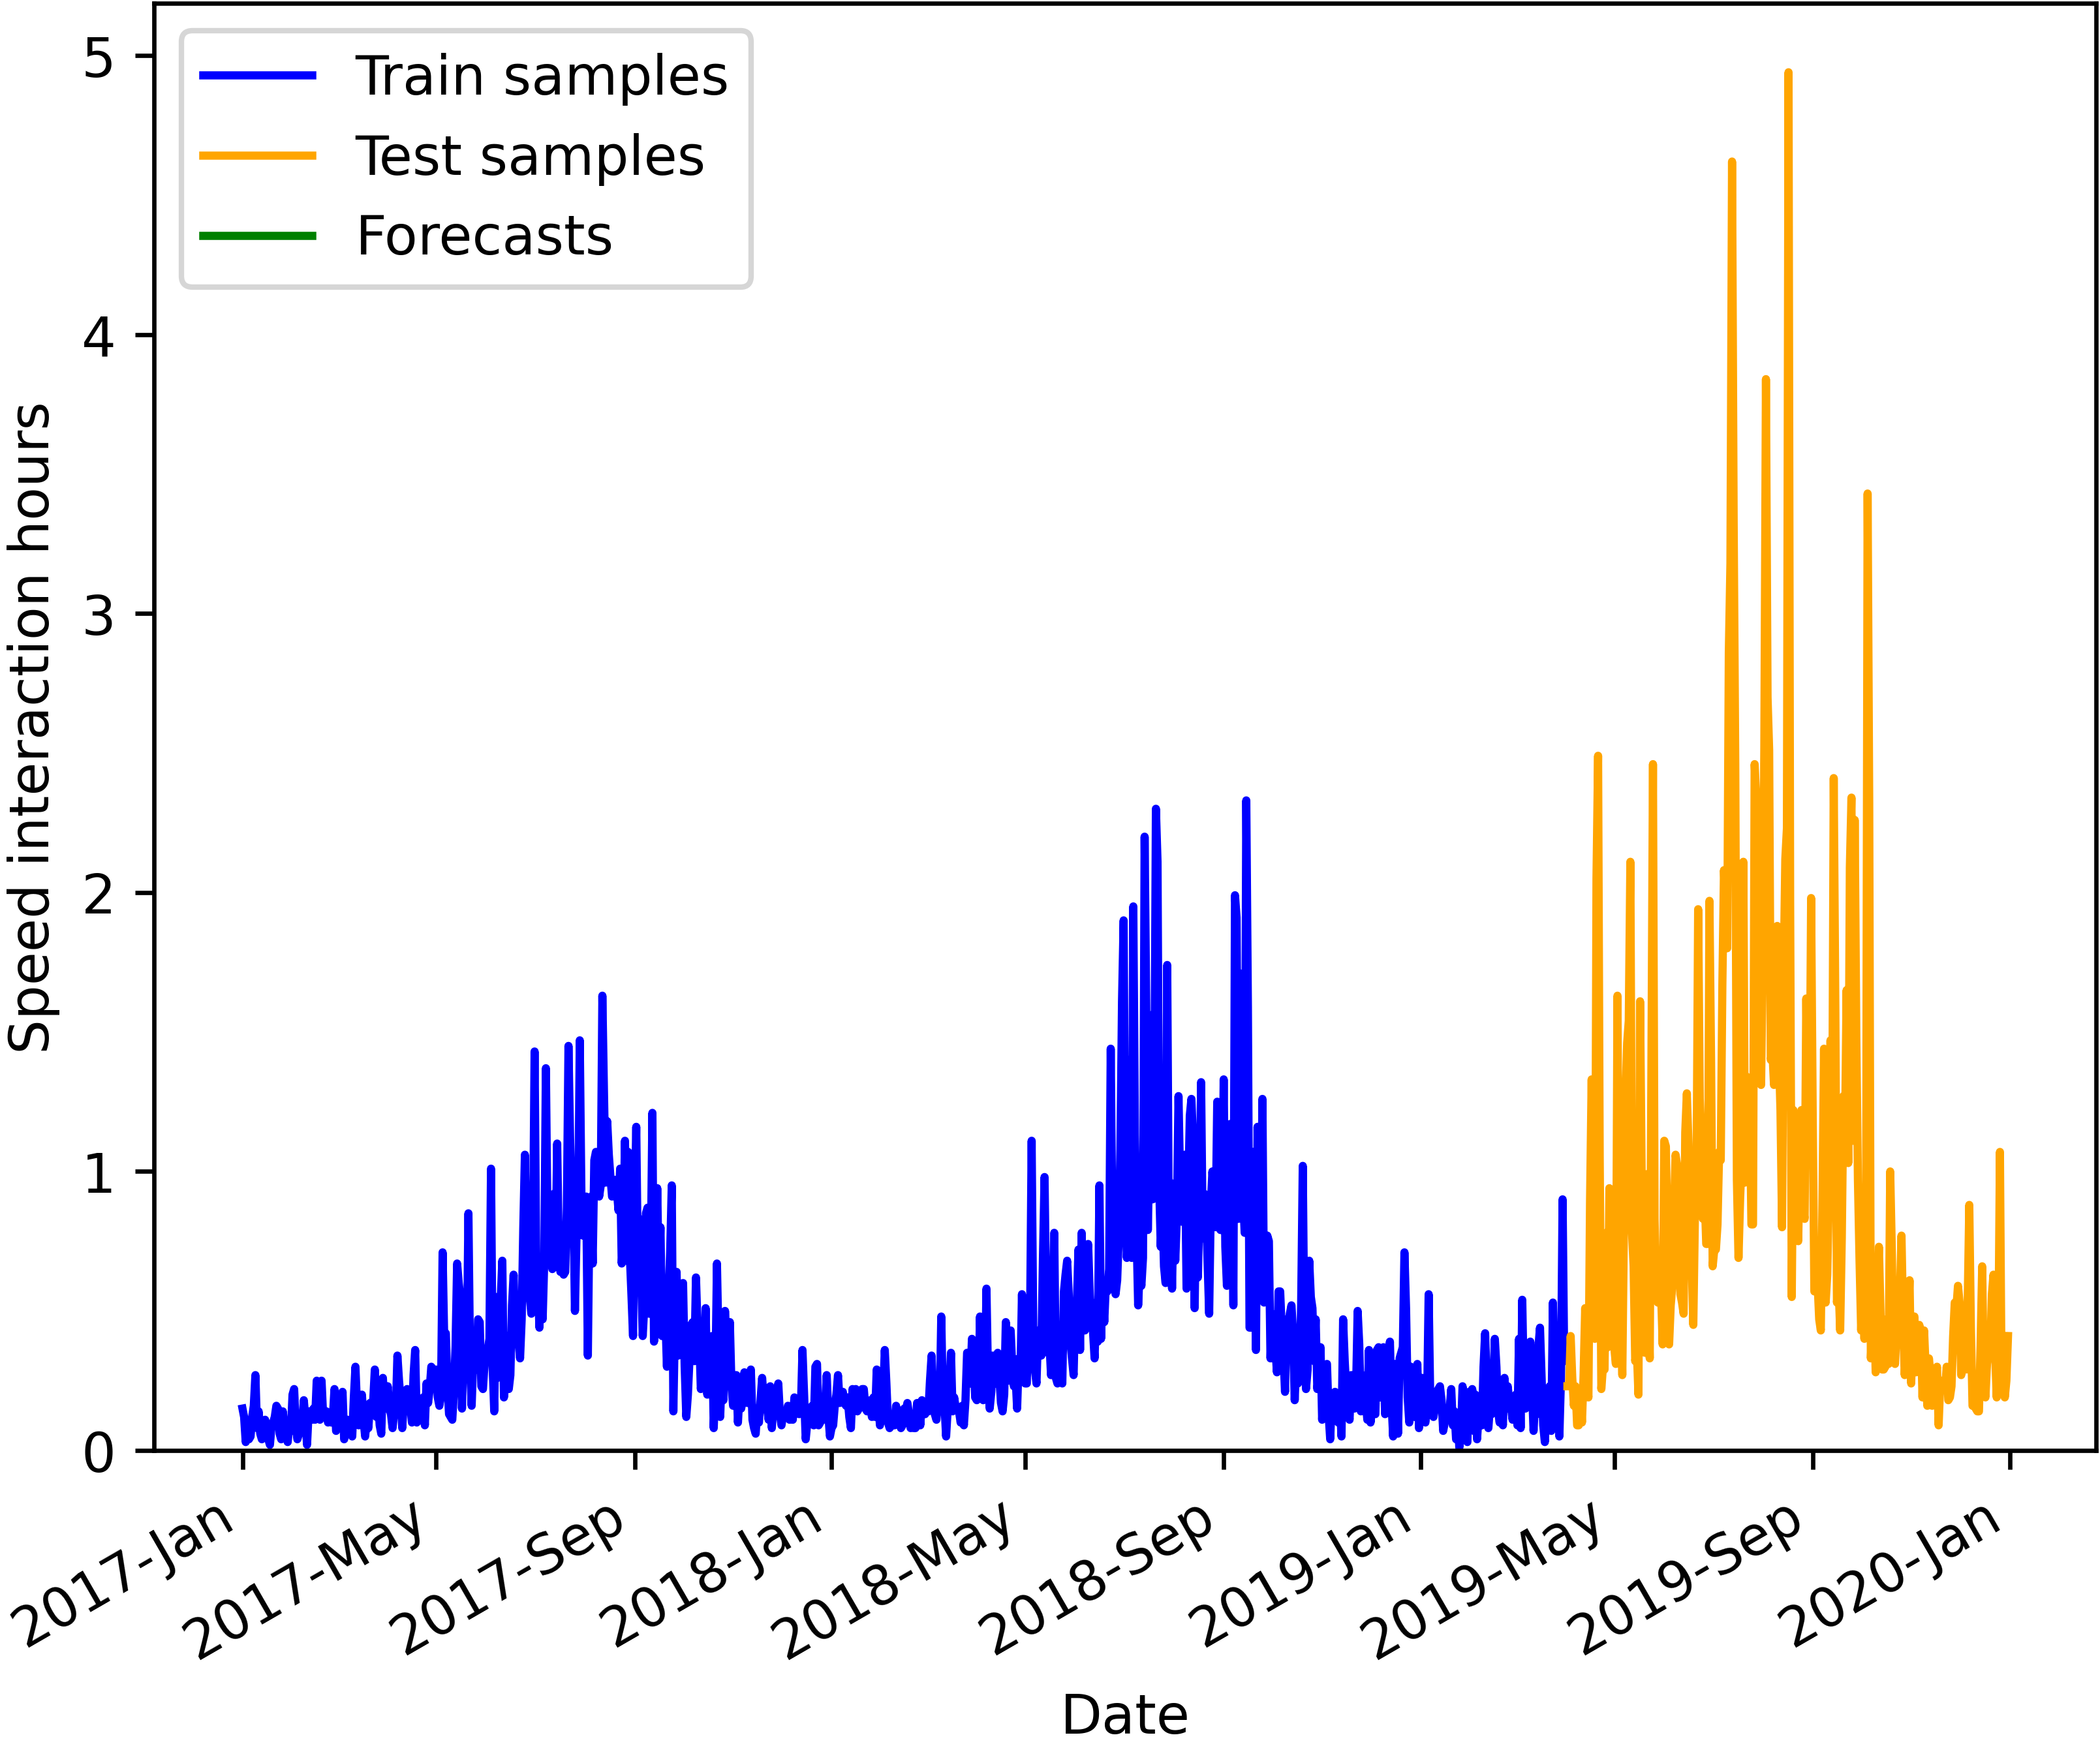 Train samples
Test samples
Forecasts
Speed interaction hours
5
4
3
2
1
0
2017-Jan
2017-May
2017-Sep
2018-Jan
2018-May
2018-Sep
2019-Jan
2019-May
2019-Sep
2020-Jan
Date